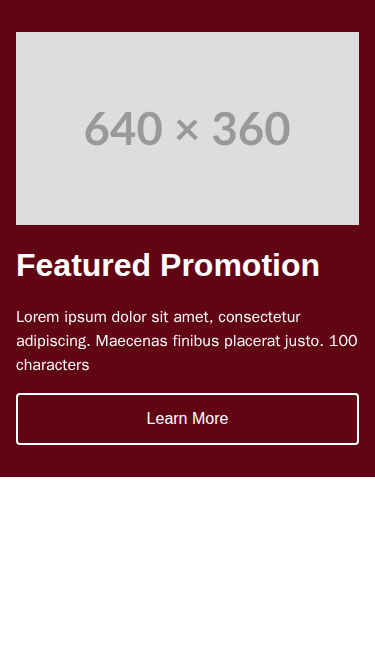 640 × 360
Featured Promotion
Lorem ipsum dolor sit amet, consectetur
adipiscing. Maecenas finibus placerat justo. 100
characters
Learn More